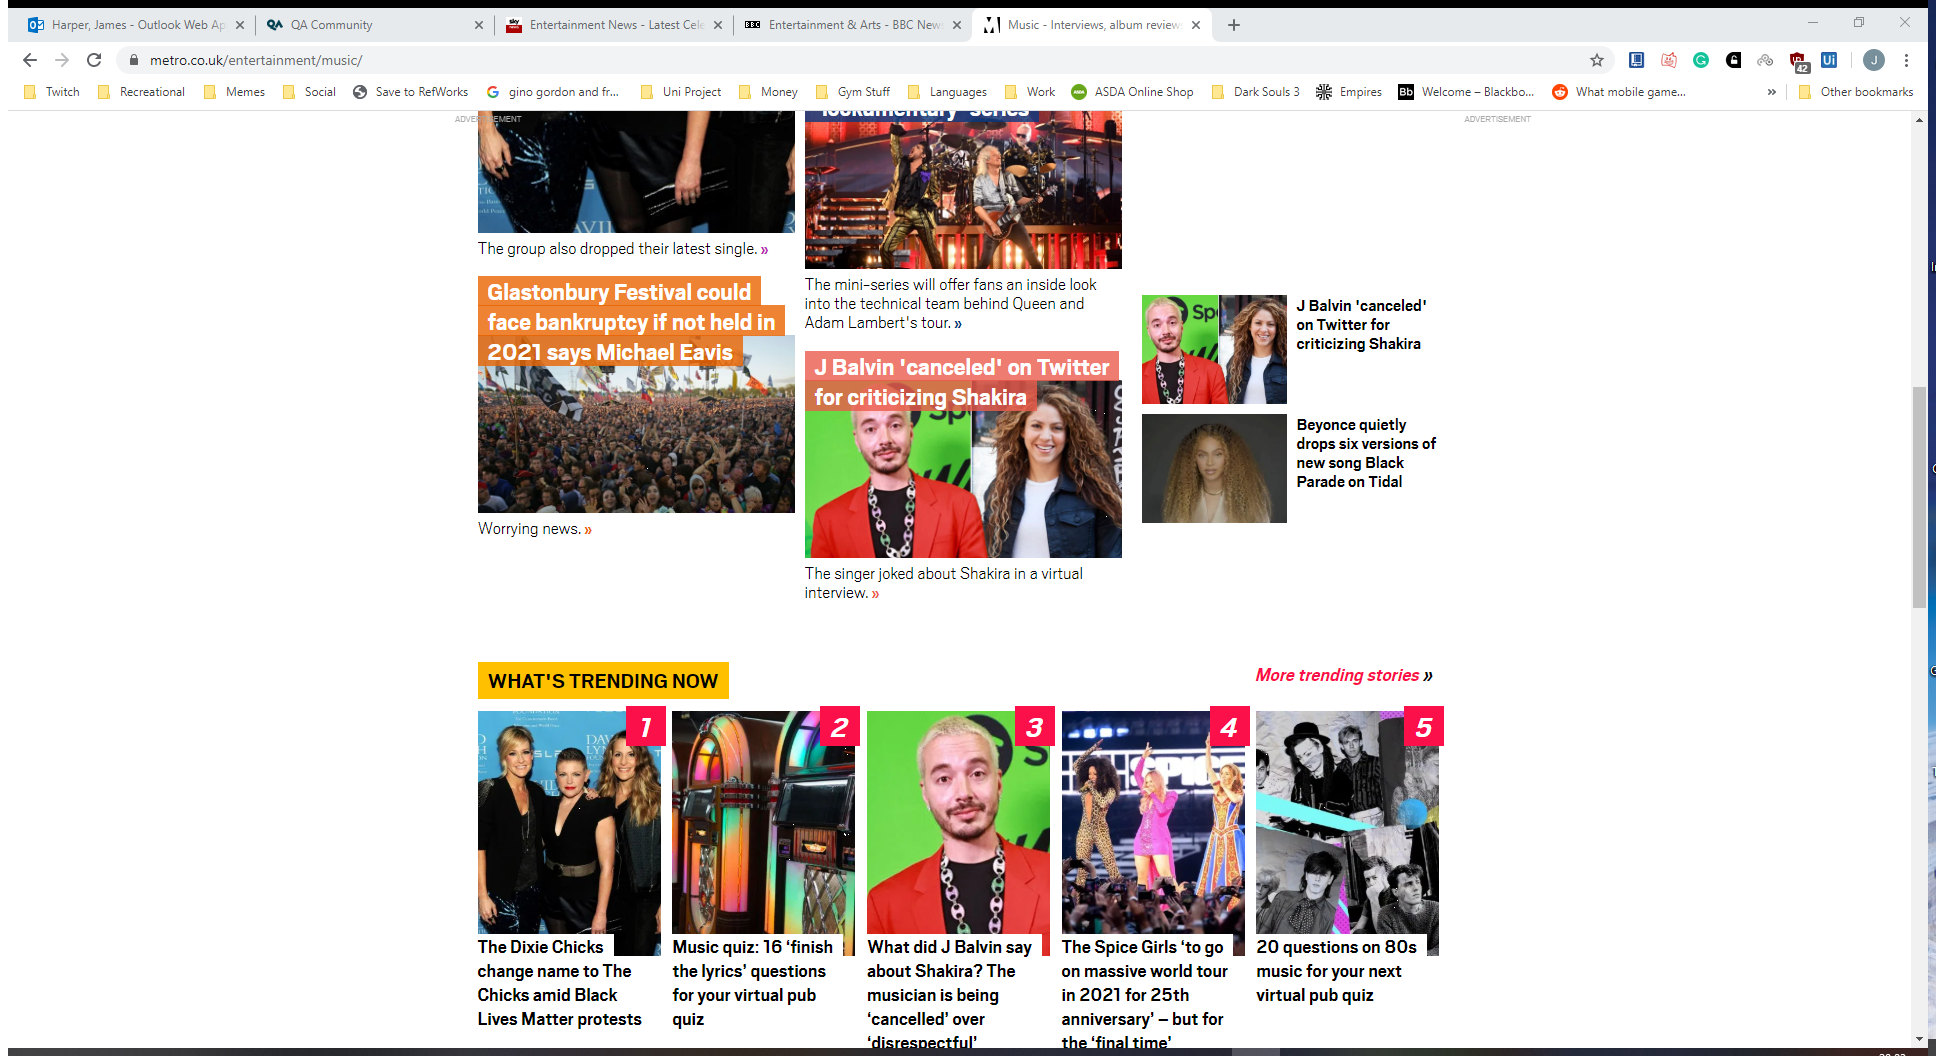 Harper, James - Outlook Web Ap
QA Community
Entertainment News - Latest Cele
BBC Entertainment & Arts - BBC News
Music - Interviews, album review
metro.co.uk/entertainment/music/
42
Ui
J
Twitch
Recreational
Memes
Social
Save to RefWorks
gino gordon and fr...
Uni Project
Money
Gym Stuff
Languages
Work
ASDA Online Shop
Dark Souls 3
Empires
Bb Welcome – Blackbo...
What mobile game...
»
Other bookmarks
ADVERTISEMENT
ADVERTISEMENT
The group also dropped their latest single. »
Glastonbury Festival could
face bankruptcy if not held in
2021 says Michael Eavis
Worrying news. »
'lockumentary' series
The mini-series will offer fans an inside look
into the technical team behind Queen and
Adam Lambert's tour. »
J Balvin 'canceled' on Twitter
for criticizing Shakira
The singer joked about Shakira in a virtual
interview. »
J Balvin 'canceled'
on Twitter for
criticizing Shakira
Beyonce quietly
drops six versions of
new song Black
Parade on Tidal
WHAT'S TRENDING NOW
More trending stories »
1
The Dixie Chicks
change name to The
Chicks amid Black
Lives Matter protests
2
Music quiz: 16 ‘finish
the lyrics’ questions
for your virtual pub
quiz
3
What did J Balvin say
about Shakira? The
musician is being
‘cancelled’ over
‘disrespectful’
4
The Spice Girls ‘to go
on massive world tour
in 2021 for 25th
anniversary’ – but for
the ‘final time’
5
20 questions on 80s
music for your next
virtual pub quiz